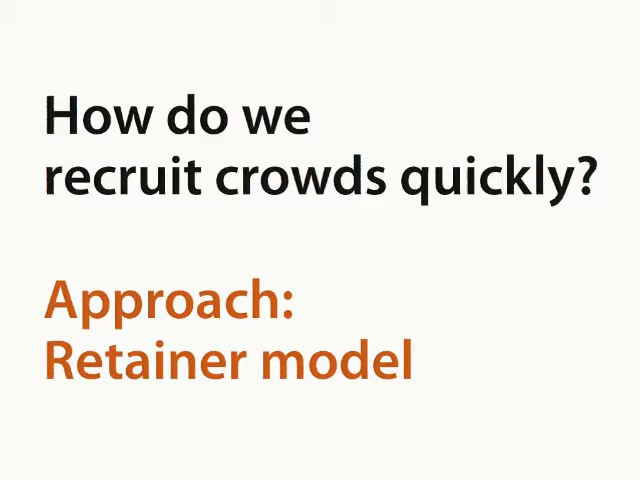 How do we
recruit crowds quickly?
Approach:
Retainer model